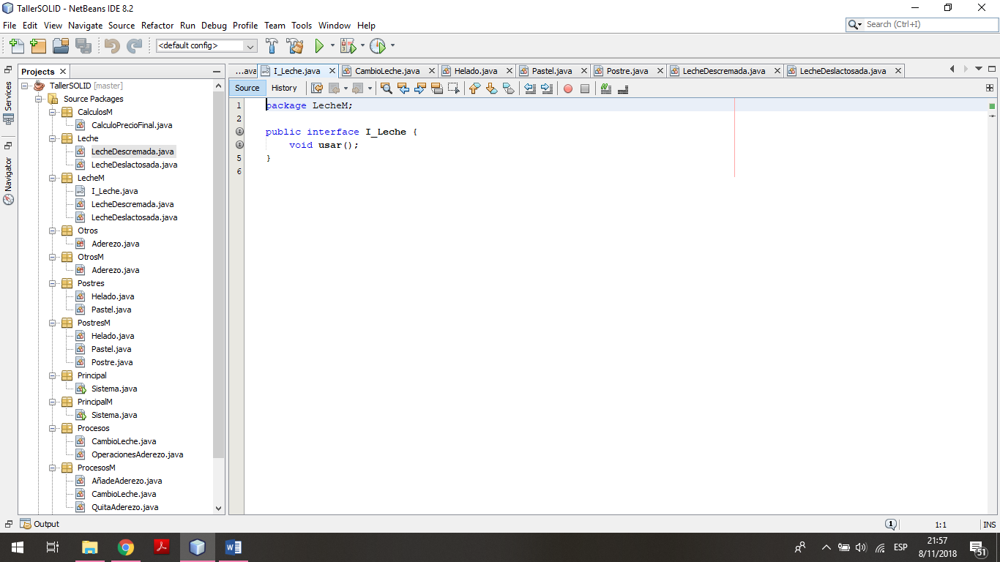 TallerSOLID - NetBeans IDE 8.2
File Edit View Navigate Source Refactor Run Debug Profile Team Tools Window Help
Search (Ctrl+I)
<default config>
Projects
...ava I_Leche.java CambioLeche.java Helado.java Pastel.java Postre.java LecheDescremada.java LecheDeslactosada.java
Source History
Services
Navigator
TallerSOLID [master]
Source Packages
CalculosM
CalculoPrecioFinal.java
Leche
LecheDescremada.java
LecheDeslactosada.java
LecheM
I_Leche.java
LecheDescremada.java
LecheDeslactosada.java
Otros
Aderezo.java
OtrosM
Aderezo.java
Postres
Helado.java
Pastel.java
PostresM
Helado.java
Pastel.java
Postre.java
Principal
Sistema.java
PrincipalM
Sistema.java
Procesos
CambioLeche.java
OperacionesAderezo.java
ProcesosM
AñadeAderezo.java
CambioLeche.java
QuitaAderezo.java
1 package LecheM;
2
public interface I_Leche {
void usar();
5 }
6
Output
1 1:1 INS
ESP
21:57
8/11/2018
51